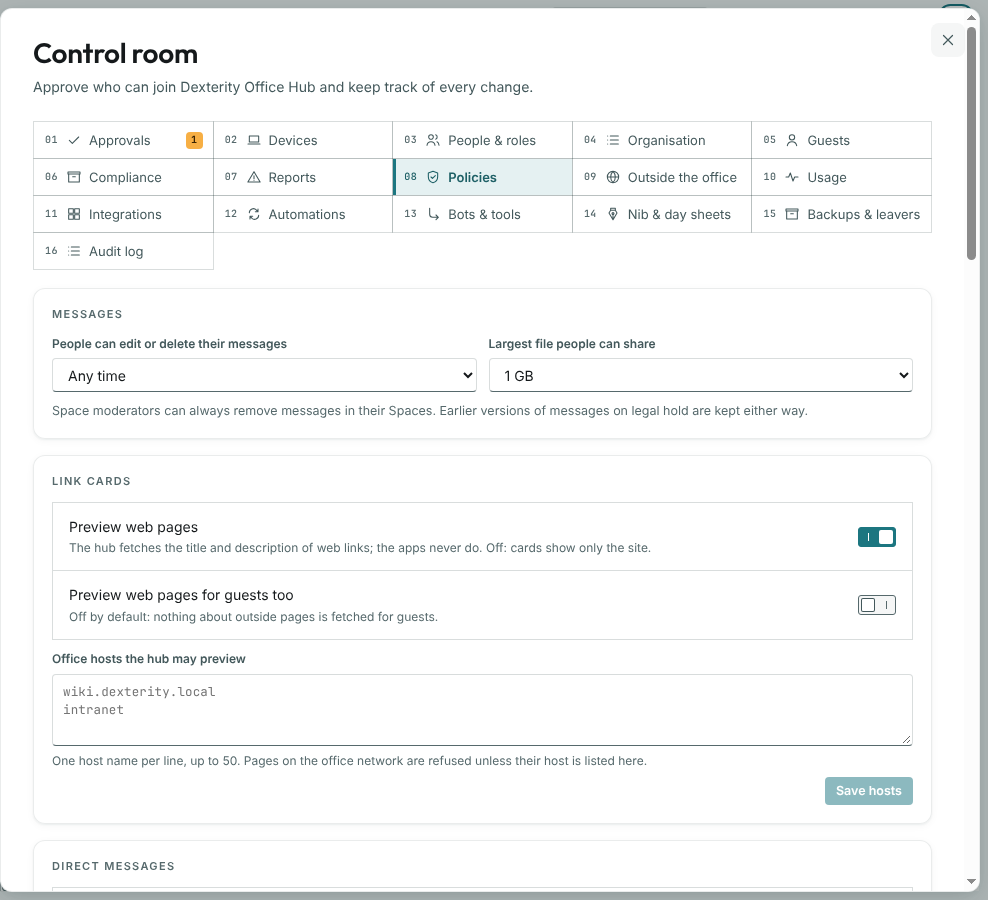 Control room
Approve who can join Dexterity Office Hub and keep track of every change.
01 Approvals 1
02 Devices
03 People & roles
04 Organisation
05 Guests
06 Compliance
07 Reports
08 Policies
09 Outside the office
10 Usage
11 Integrations
12 Automations
13 Bots & tools
14 Nib & day sheets
15 Backups & leavers
16 Audit log
MESSAGES
People can edit or delete their messages
Any time
Largest file people can share
1 GB
Space moderators can always remove messages in their Spaces. Earlier versions of messages on legal hold are kept either way.
LINK CARDS
Preview web pages
The hub fetches the title and description of web links; the apps never do. Off: cards show only the site.
Preview web pages for guests too
Off by default: nothing about outside pages is fetched for guests.
Office hosts the hub may preview
wiki.dexterity.local
intranet
One host name per line, up to 50. Pages on the office network are refused unless their host is listed here.
Save hosts
DIRECT MESSAGES